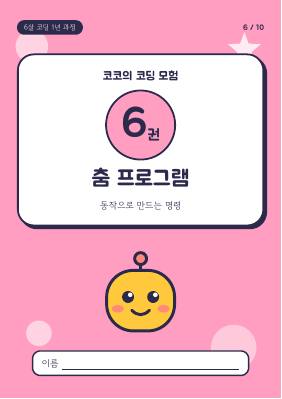 6살 코딩 1년 과정
6 / 10
코코의 코딩 모험
6권
춤 프로그램
동작으로 만드는 명령
이름